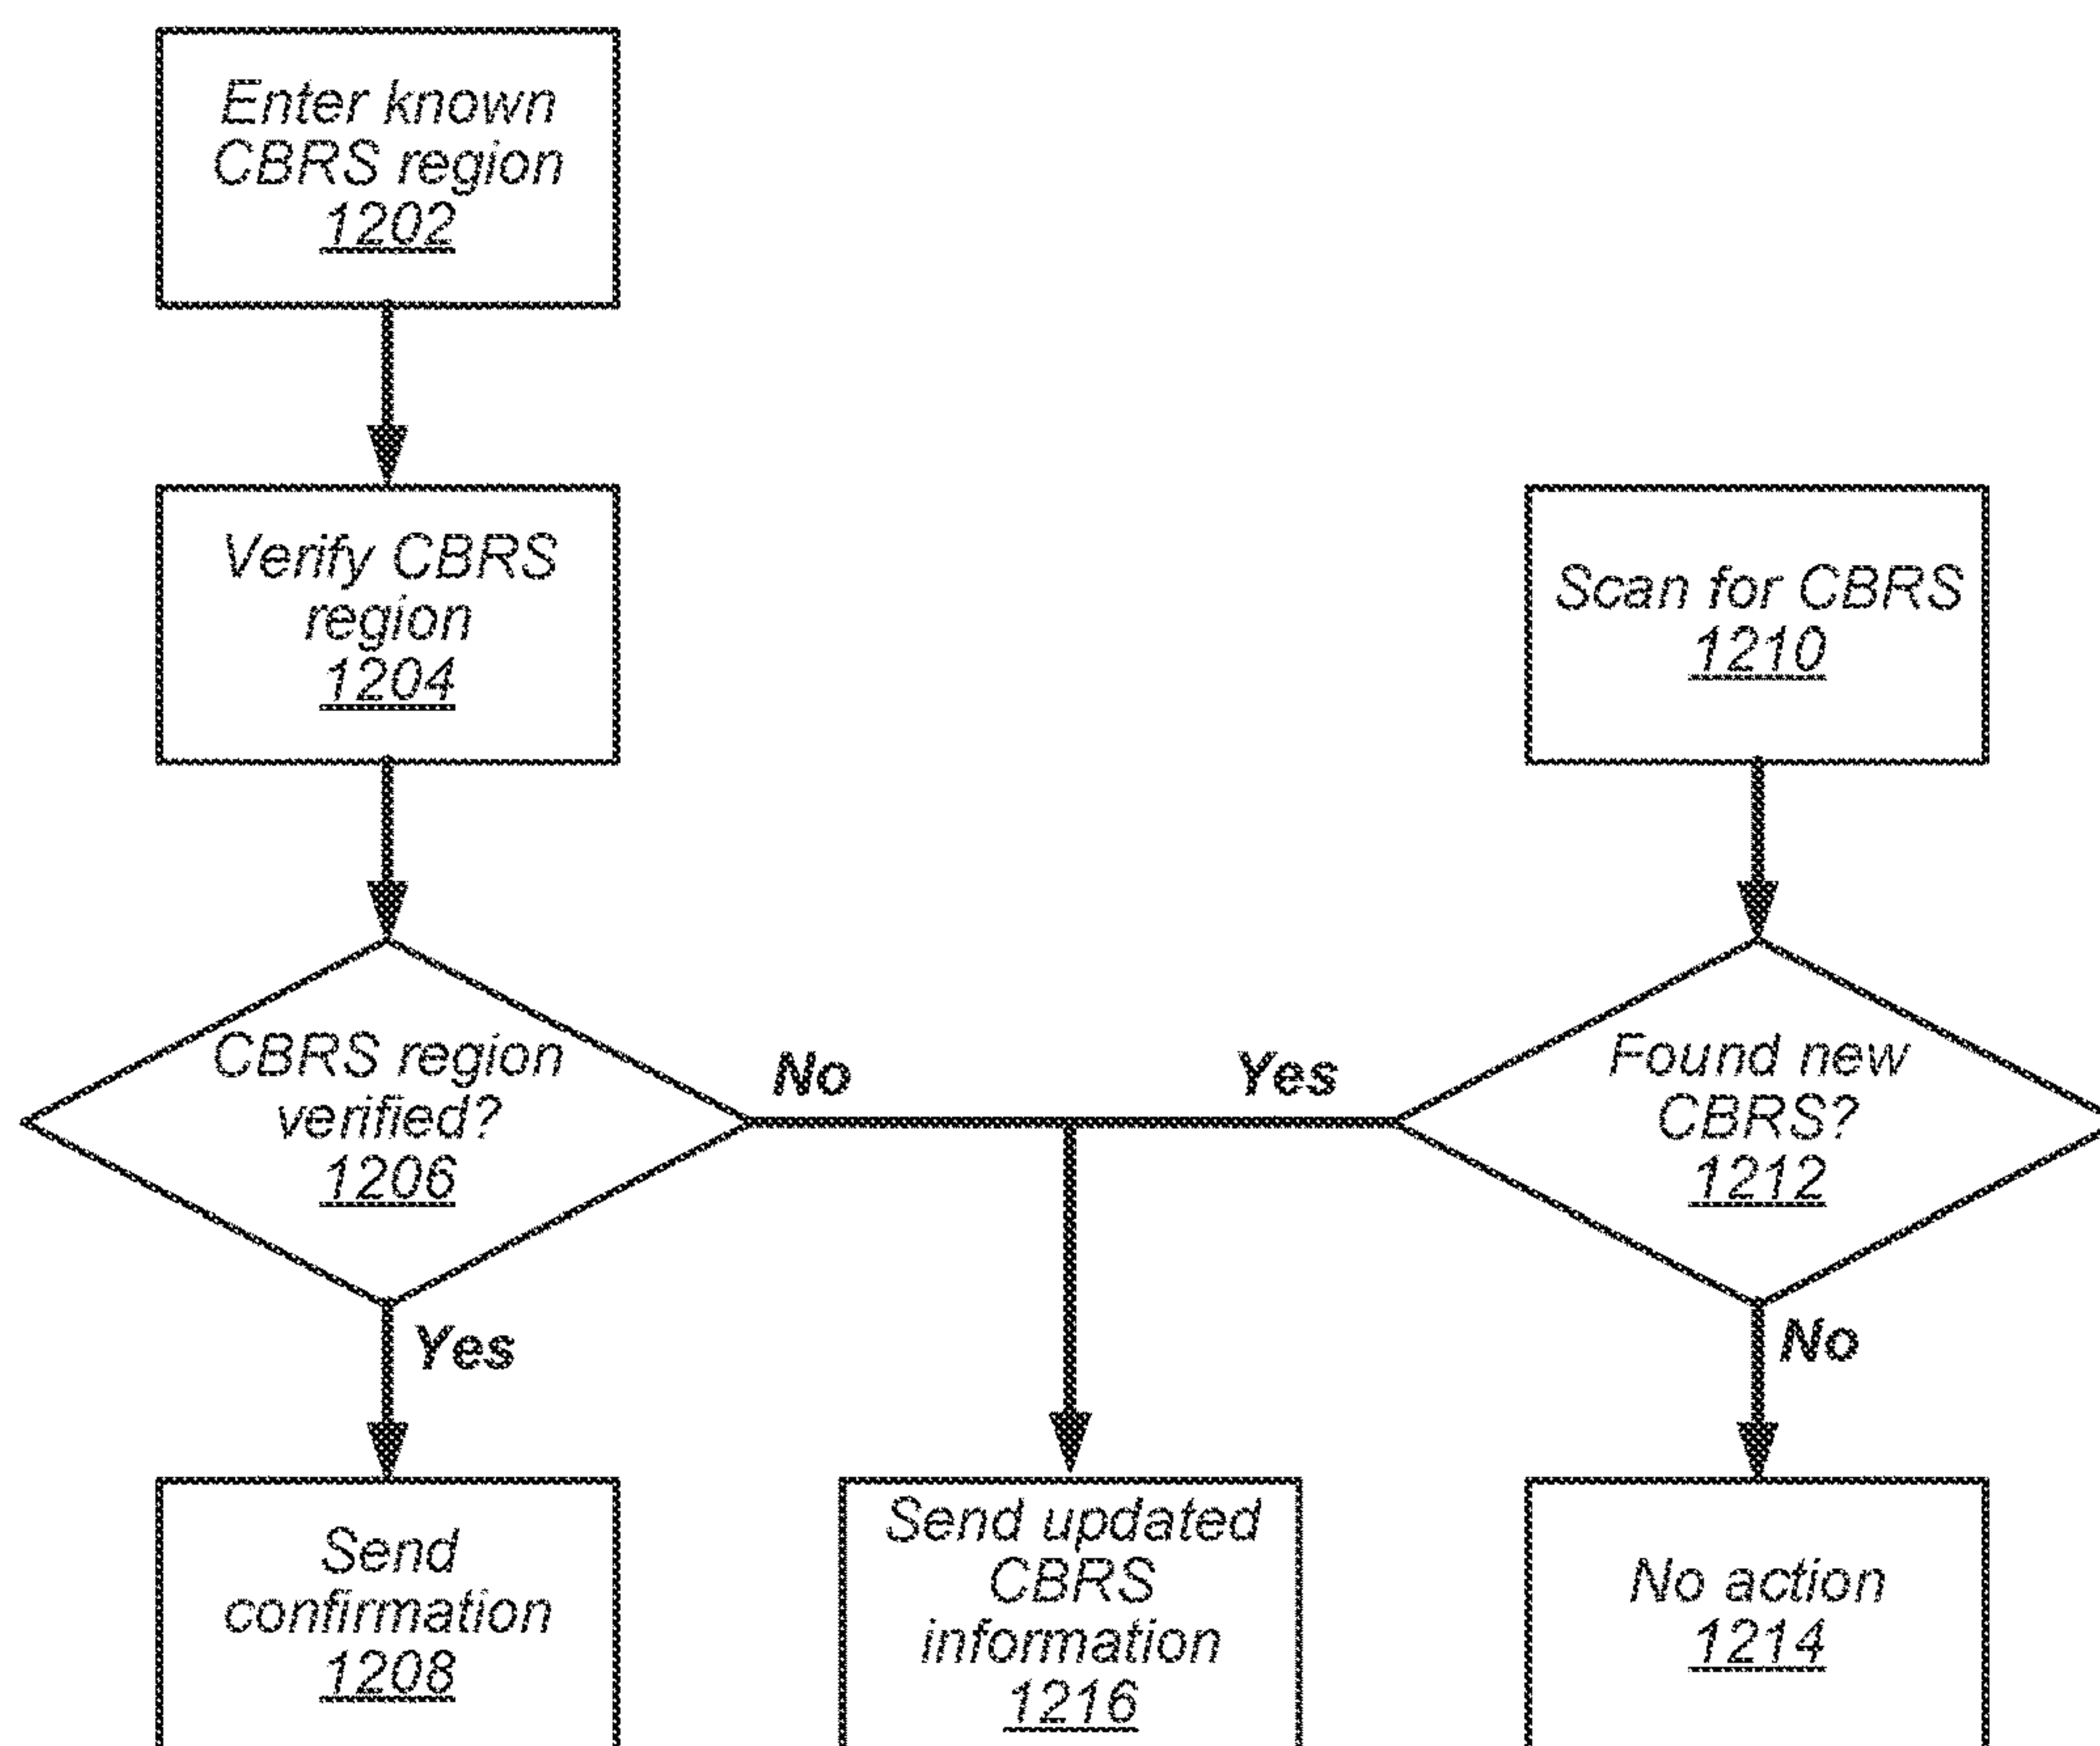 Enter known
CBRS region
1202
Verify CBRS
region
1204
Scan for CBRS
1210
CBRS region
verified?
1206
No
Yes
Found new
CBRS?
1212
Yes
No
Send
confirmation
1208
Send updated
CBRS
information
1216
No action
1214